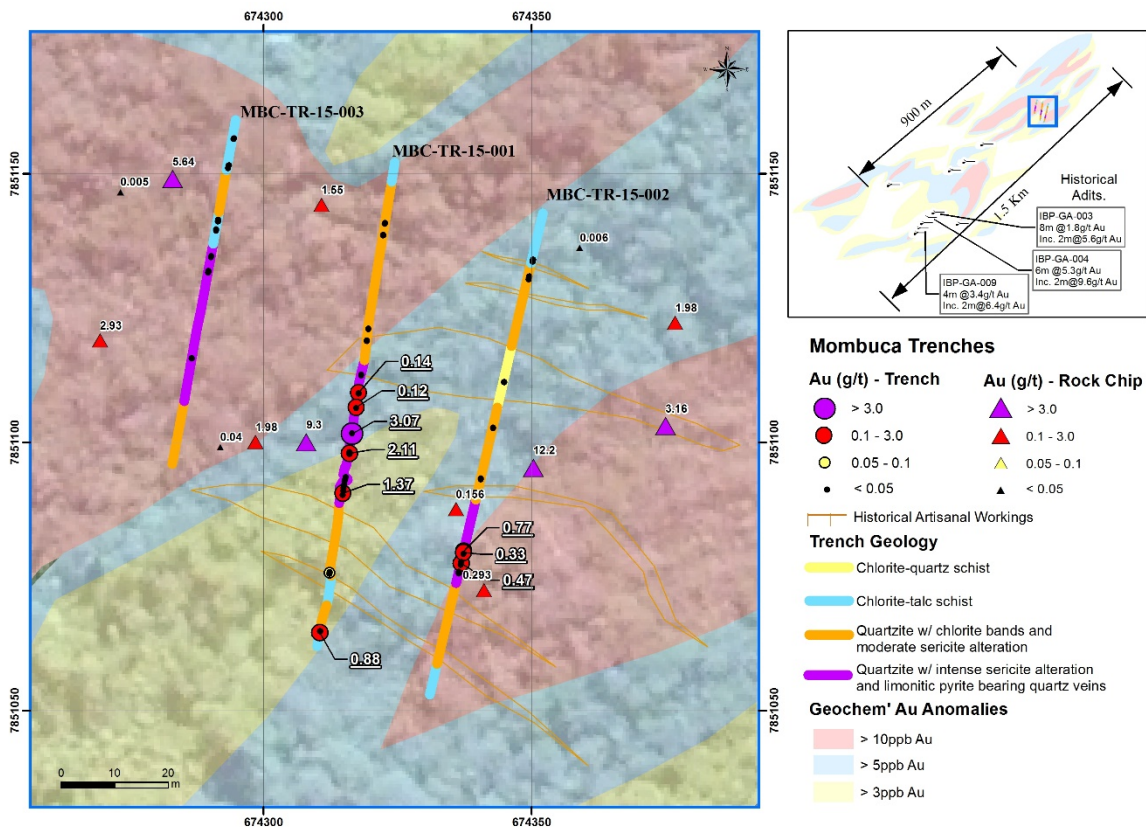 674300
674350
MBC-TR-15-003
MBC-TR-15-001
MBC-TR-15-002
7851150
7851150
7851100
7851100
7851050
7851050
5.64
0.005
1.55
0.006
2.93
1.98
0.04
1.98
9.3
3.16
12.2
0.156
0.293
0.14
0.12
3.07
2.11
1.37
0.88
0.77
0.33
0.47
N
E
S
W
0 10 20
m
674300
674350
900 m
1.5 Km
Historical
Adits.
IBP-GA-003
8m @1.8g/t Au
Inc. 2m@5.6g/t Au
IBP-GA-004
6m @5.3g/t Au
Inc. 2m@9.6g/t Au
IBP-GA-009
4m @3.4g/t Au
Inc. 2m@6.4g/t Au
Mombuca Trenches
Au (g/t) - Trench
> 3.0
0.1 - 3.0
0.05 - 0.1
< 0.05
Au (g/t) - Rock Chip
> 3.0
0.1 - 3.0
0.05 - 0.1
< 0.05
Historical Artisanal Workings
Trench Geology
Chlorite-quartz schist
Chlorite-talc schist
Quartzite w/ chlorite bands and
moderate sericite alteration
Quartzite w/ intense sericite alteration
and limonitic pyrite bearing quartz veins
Geochem' Au Anomalies
> 10ppb Au
> 5ppb Au
> 3ppb Au